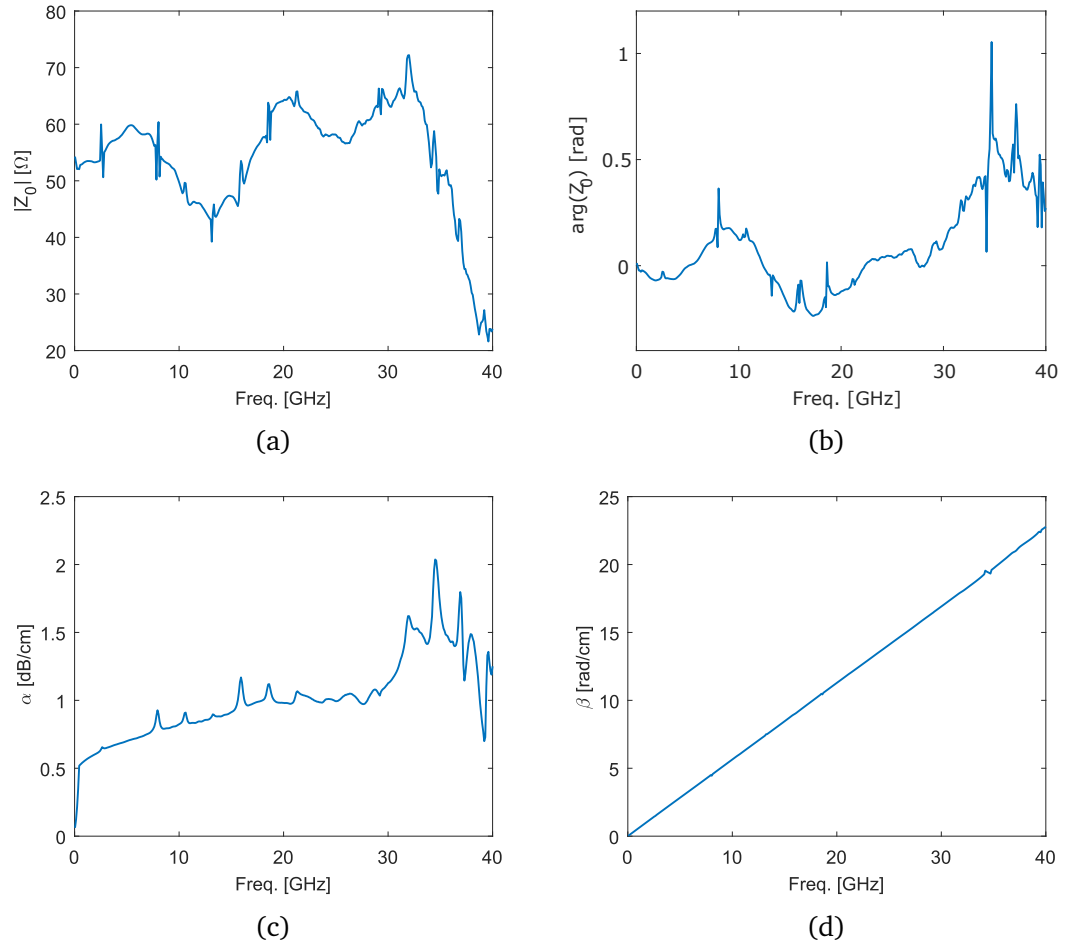 80
70
60
50
40
30
20
|Z0| [Ω]
0 10 20 30 40
Freq. [GHz]
(a)
1
0.5
0
arg(Z0) [rad]
0 10 20 30 40
Freq. [GHz]
(b)
2.5
2
1.5
1
0.5
0
α [dB/cm]
0 10 20 30 40
Freq. [GHz]
(c)
25
20
15
10
5
0
β [rad/cm]
0 10 20 30 40
Freq. [GHz]
(d)